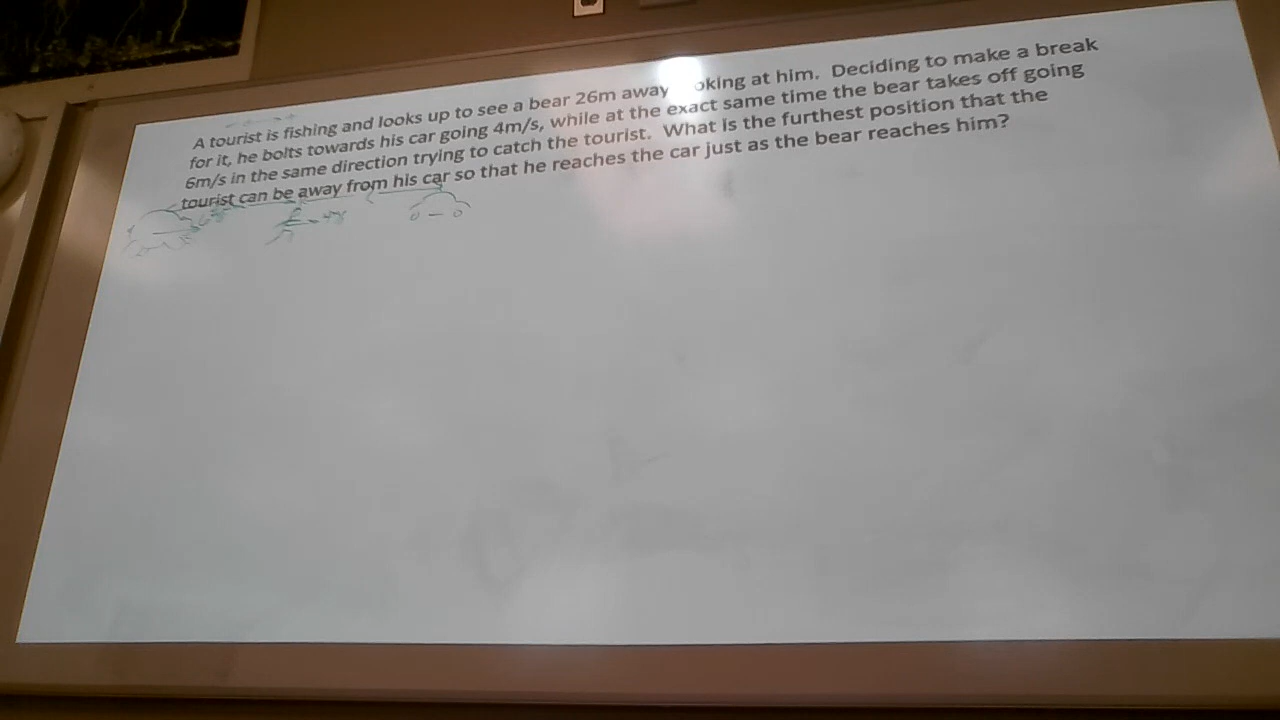 A tourist is fishing and looks up to see a bear 26m away oking at him. Deciding to make a break
for it, he bolts towards his car going 4m/s, while at the exact same time the bear takes off going
6m/s in the same direction trying to catch the tourist. What is the furthest position that the
tourist can be away from his car so that he reaches the car just as the bear reaches him?